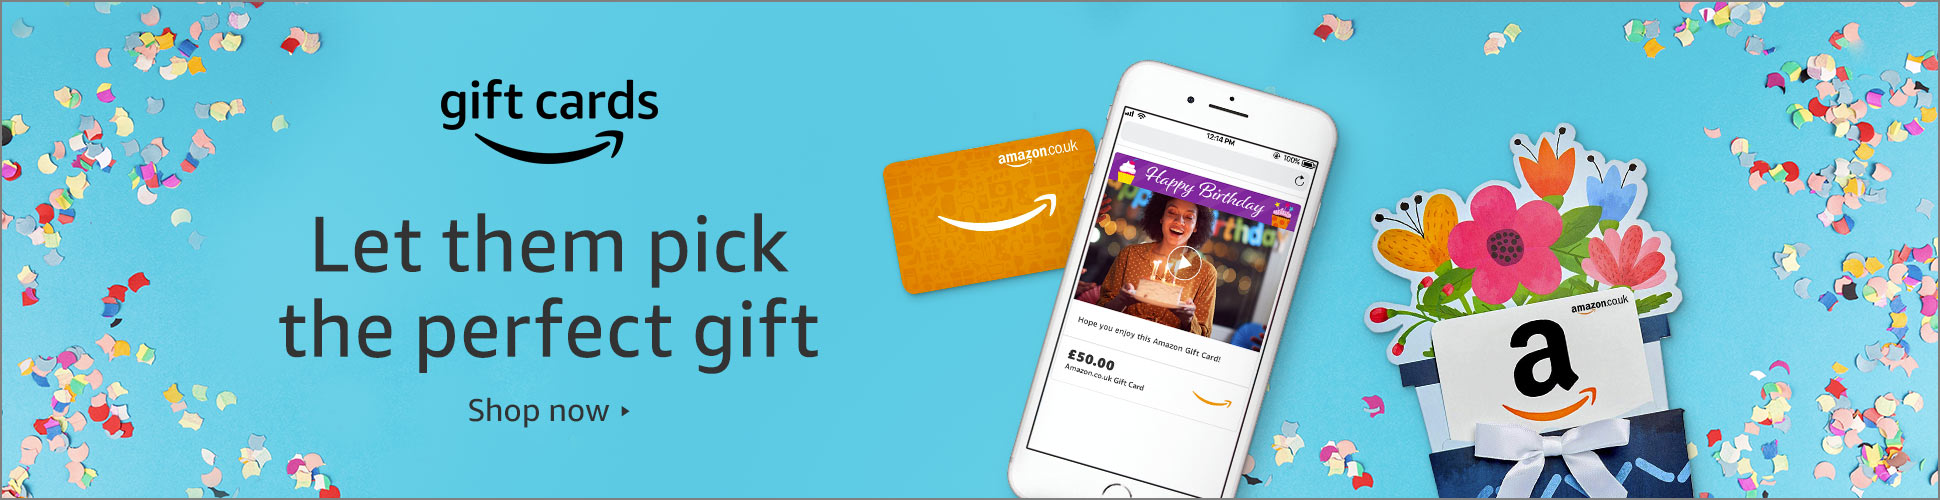 gift cards
Let them pick
the perfect gift
Shop now
amazon.co.uk
12:14 PM
100%
Happy Birthday
Hope you enjoy this Amazon Gift Card!
£50.00
Amazon.co.uk Gift Card
amazon.co.uk
a